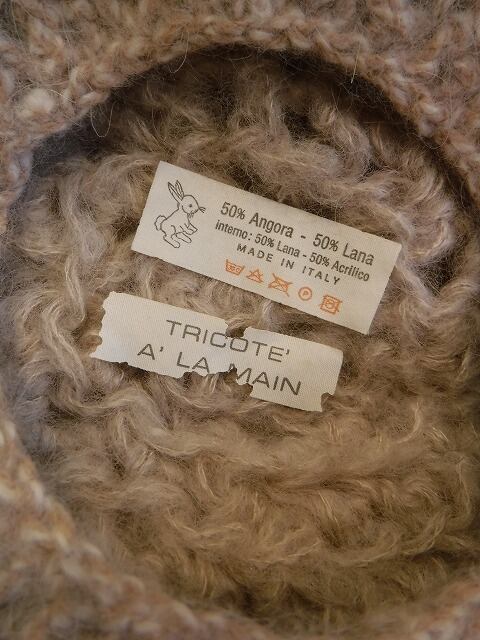 50% Angora - 50% Lana
interno: 50% Lana - 50% Acrilico
MADE IN ITALY
TRICOTE'
A' LA MAIN